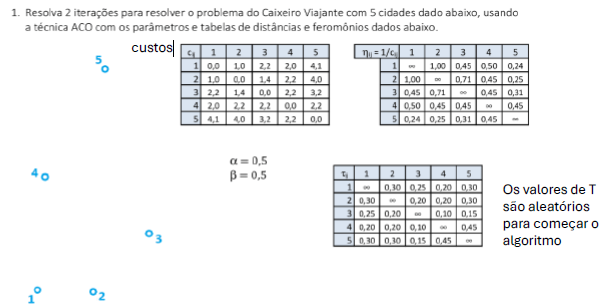 1. Resolva 2 iterações para resolver o problema do Caixeiro Viajante com 5 cidades dado abaixo, usando
a técnica ACO com os parametros e tabelas de distâncias e feromônios dados abaixo.
custos
cij 1 2 3 4 5
1 0,0 1,0 2,2 2,0 4,1
2 1,0 0,0 1,4 2,2 4,0
3 2,2 1,4 0,0 2,2 3,2
4 2,0 2,2 2,2 0,0 2,2
5 4,1 4,0 3,2 2,2 0,0
ηij = 1/cij 1 2 3 4 5
1 ∞ 1,00 0,45 0,50 0,24
2 1,00 ∞ 0,71 0,45 0,25
3 0,45 0,71 ∞ 0,45 0,31
4 0,50 0,45 0,45 ∞ 0,45
5 0,24 0,25 0,31 0,45 ∞
5
4
3
1
2
α = 0,5
β = 0,5
τij 1 2 3 4 5
1 ∞ 0,30 0,25 0,20 0,30
2 0,30 ∞ 0,20 0,20 0,30
3 0,25 0,20 ∞ 0,10 0,15
4 0,20 0,20 0,10 ∞ 0,45
5 0,30 0,30 0,15 0,45 ∞
Os valores de T
são aleatórios
para começar o
algoritmo